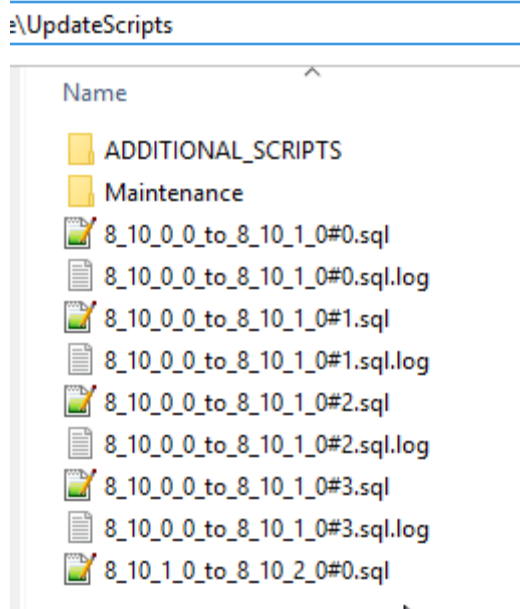 e\UpdateScripts
Name
ADDITIONAL_SCRIPTS
Maintenance
8_10_0_0_to_8_10_1_0#0.sql
8_10_0_0_to_8_10_1_0#0.sql.log
8_10_0_0_to_8_10_1_0#1.sql
8_10_0_0_to_8_10_1_0#1.sql.log
8_10_0_0_to_8_10_1_0#2.sql
8_10_0_0_to_8_10_1_0#2.sql.log
8_10_0_0_to_8_10_1_0#3.sql
8_10_0_0_to_8_10_1_0#3.sql.log
8_10_1_0_to_8_10_2_0#0.sql